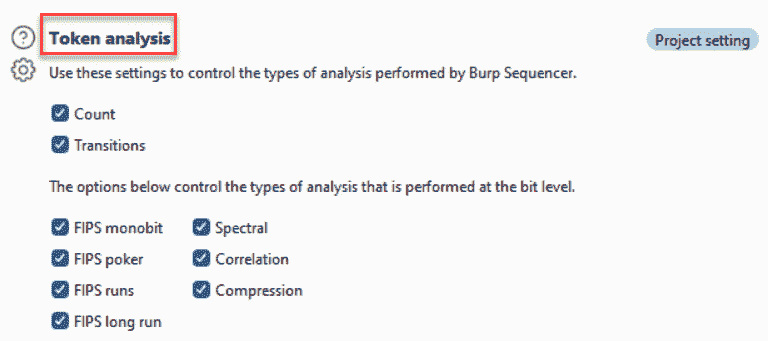 Token analysis
Project setting
Use these settings to control the types of analysis performed by Burp Sequencer.
Count
Transitions
The options below control the types of analysis that is performed at the bit level.
FIPS monobit
Spectral
FIPS poker
Correlation
FIPS runs
Compression
FIPS long run